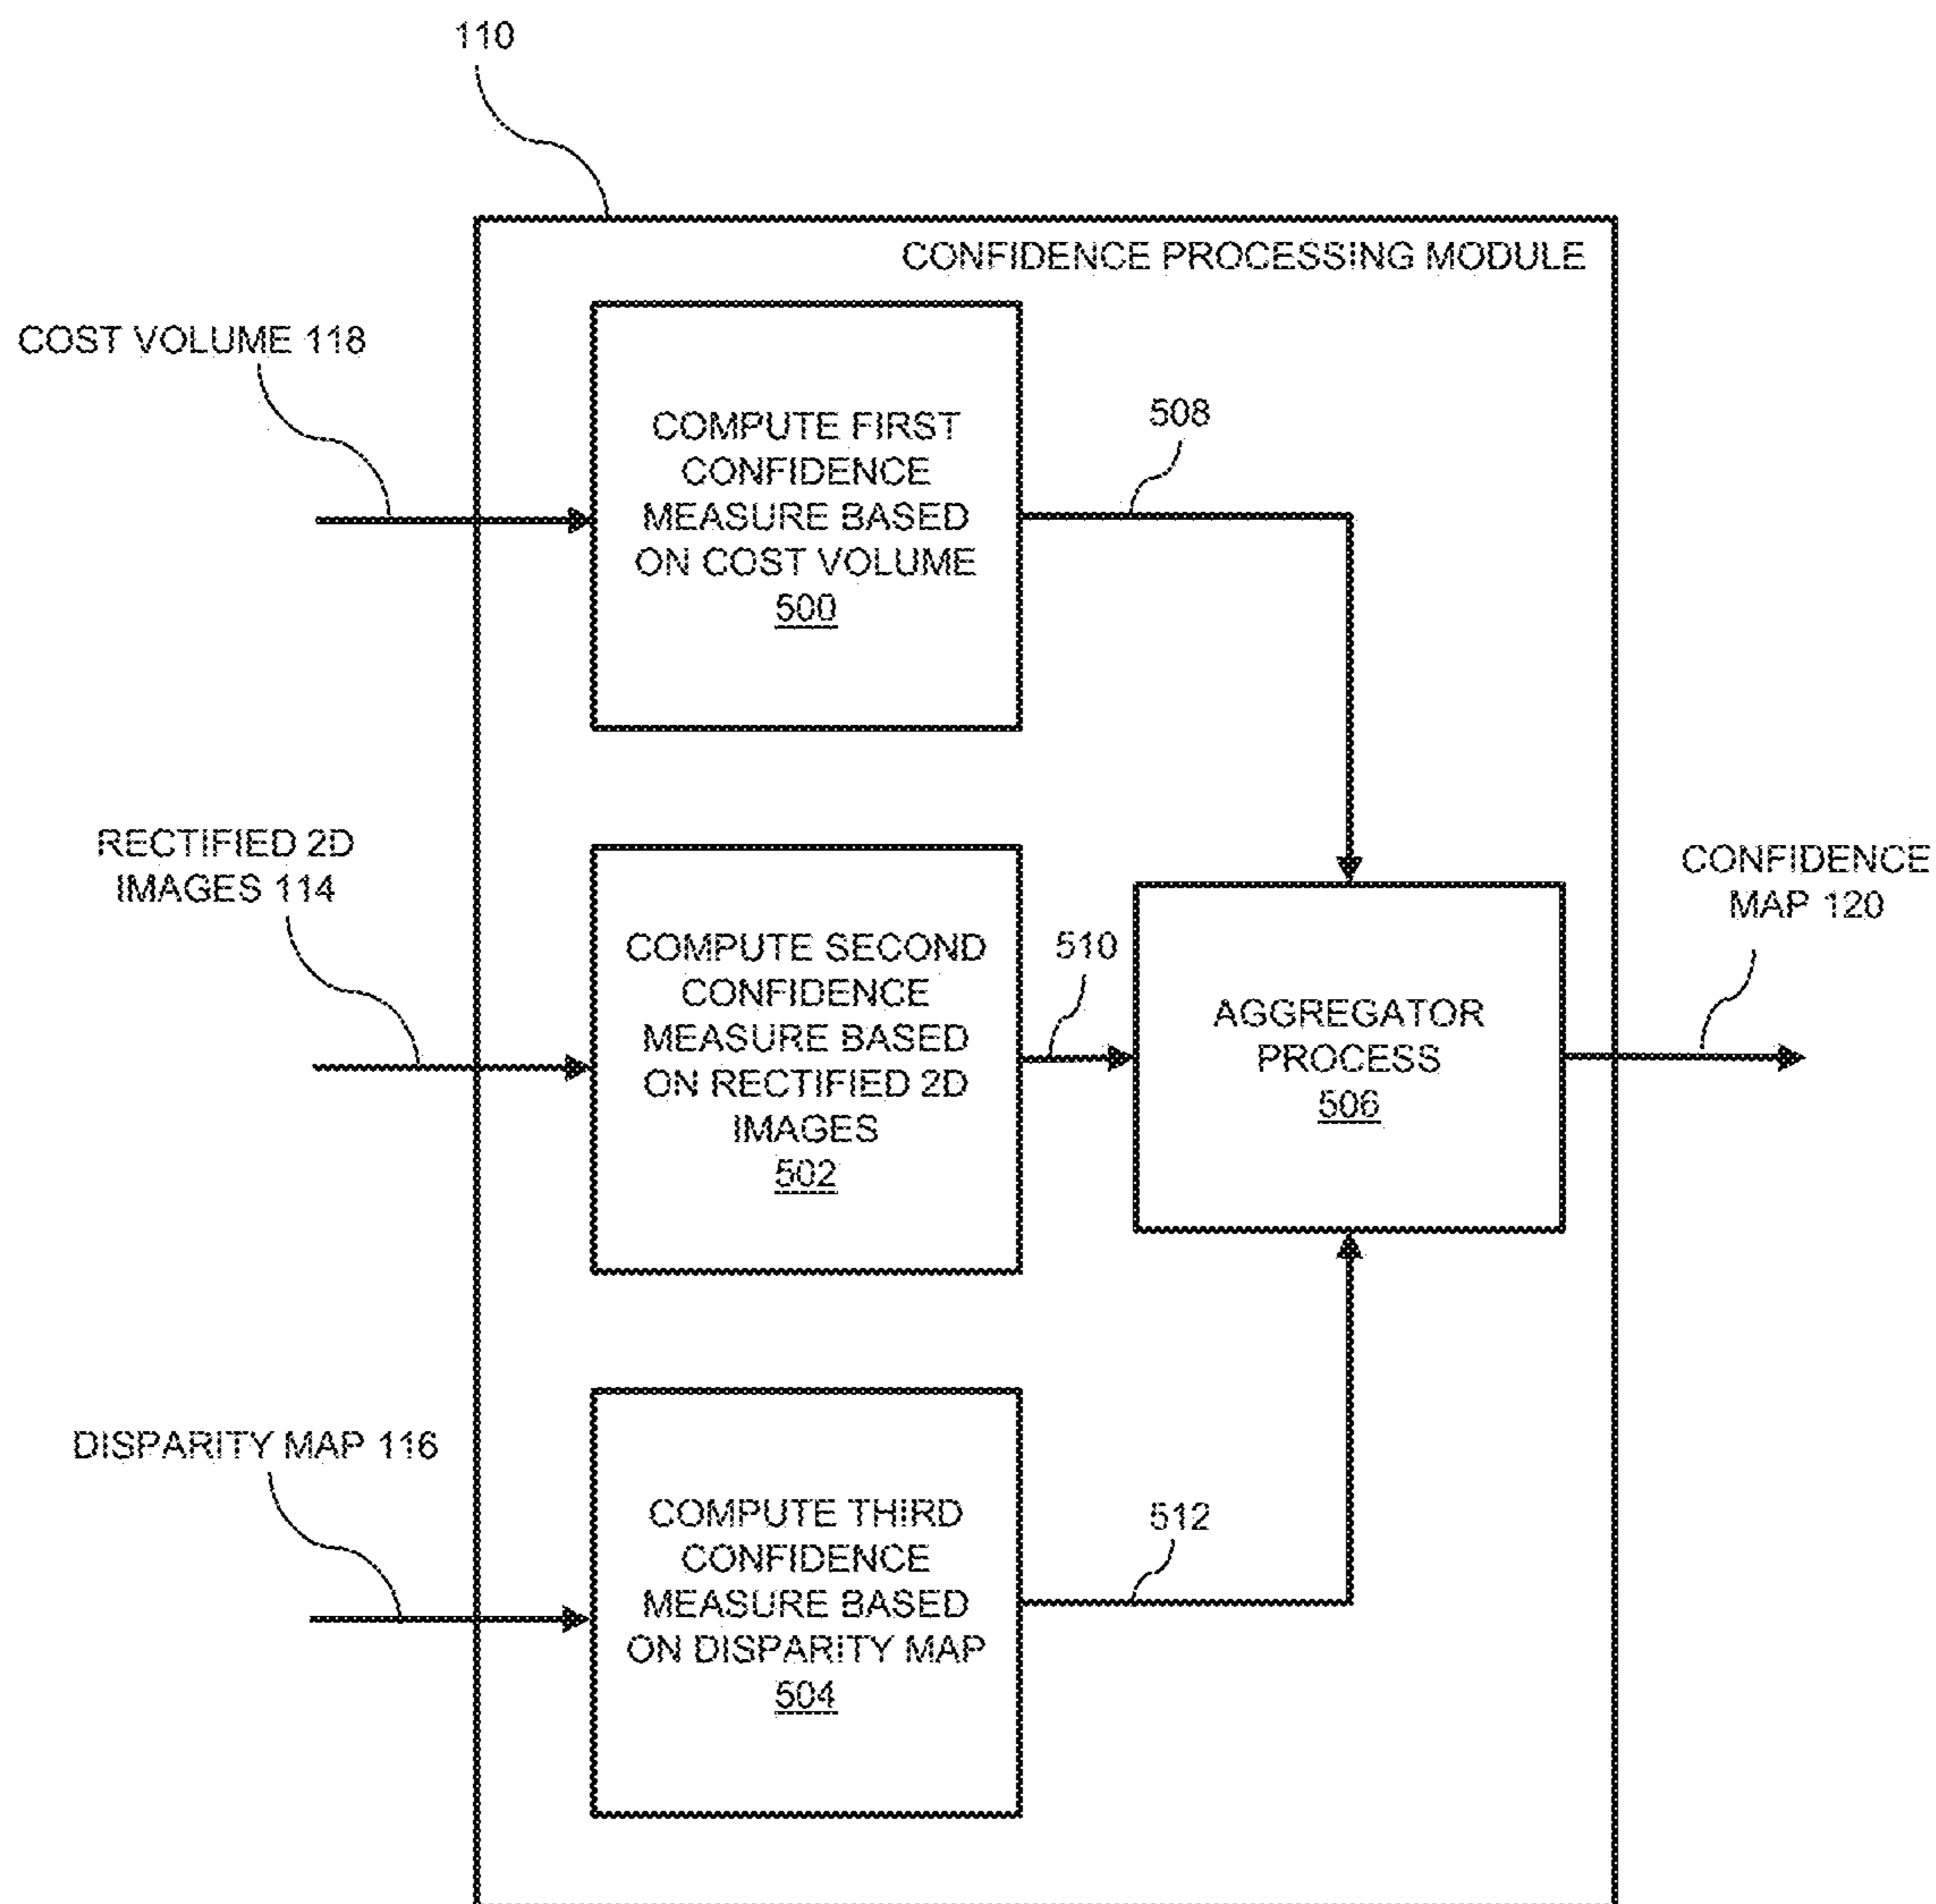 110
CONFIDENCE PROCESSING MODULE
COST VOLUME 118
COMPUTE FIRST
CONFIDENCE
MEASURE BASED
ON COST VOLUME
500
508
RECTIFIED 2D
IMAGES 114
COMPUTE SECOND
CONFIDENCE
MEASURE BASED
ON RECTIFIED 2D
IMAGES
502
510
AGGREGATOR
PROCESS
506
CONFIDENCE
MAP 120
DISPARITY MAP 116
COMPUTE THIRD
CONFIDENCE
MEASURE BASED
ON DISPARITY MAP
504
512